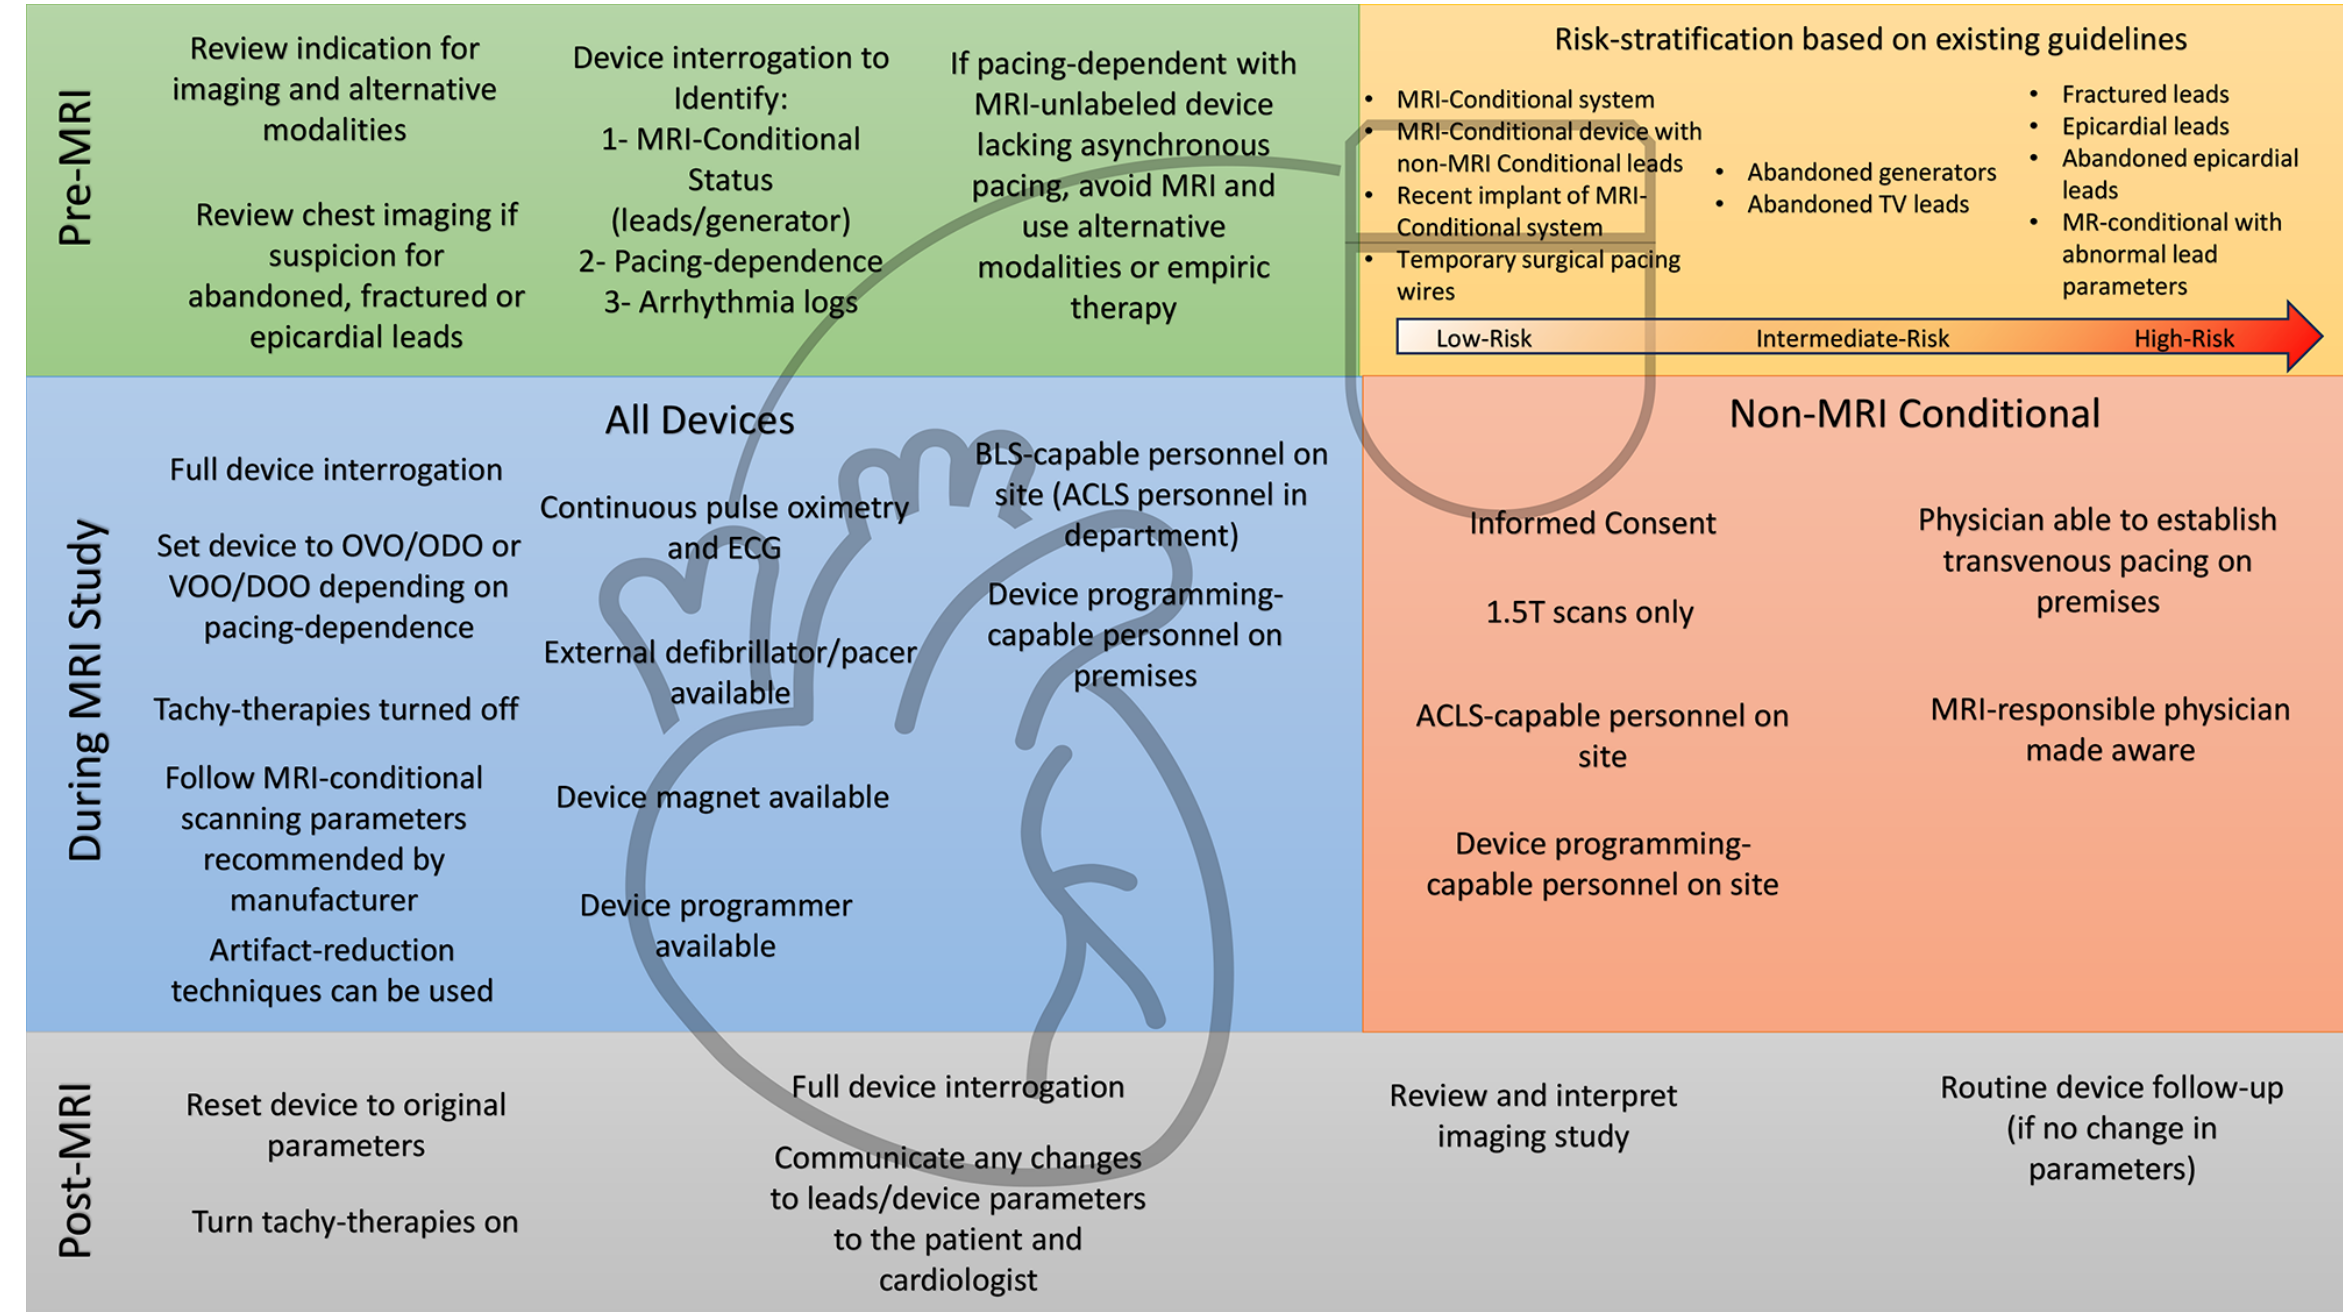 Pre-MRI
Review indication for
imaging and alternative
modalities
Review chest imaging if
suspicion for
abandoned, fractured or
epicardial leads
Device interrogation to
Identify:
1- MRI-Conditional
Status
(leads/generator)
2- Pacing-dependence
3- Arrhythmia logs
If pacing-dependent with
MRI-unlabeled device
lacking asynchronous
pacing, avoid MRI and
use alternative
modalities or empiric
therapy
Risk-stratification based on existing guidelines
• MRI-Conditional system
• MRI-Conditional device with
non-MRI Conditional leads
• Recent implant of MRI-
Conditional system
• Temporary surgical pacing
wires
• Abandoned generators
• Abandoned TV leads
• Fractured leads
• Epicardial leads
• Abandoned epicardial
leads
• MR-conditional with
abnormal lead
parameters
Low-Risk
Intermediate-Risk
High-Risk
During MRI Study
All Devices
Full device interrogation
Set device to OVO/ODO or
VOO/DOO depending on
pacing-dependence
Tachy-therapies turned off
Follow MRI-conditional
scanning parameters
recommended by
manufacturer
Artifact-reduction
techniques can be used
Continuous pulse oximetry
and ECG
External defibrillator/pacer
available
Device magnet available
Device programmer
available
BLS-capable personnel on
site (ACLS personnel in
department)
Device programming-
capable personnel on
premises
Non-MRI Conditional
Informed Consent
1.5T scans only
ACLS-capable personnel on
site
Device programming-
capable personnel on site
Physician able to establish
transvenous pacing on
premises
MRI-responsible physician
made aware
Post-MRI
Reset device to original
parameters
Turn tachy-therapies on
Full device interrogation
Communicate any changes
to leads/device parameters
to the patient and
cardiologist
Review and interpret
imaging study
Routine device follow-up
(if no change in
parameters)